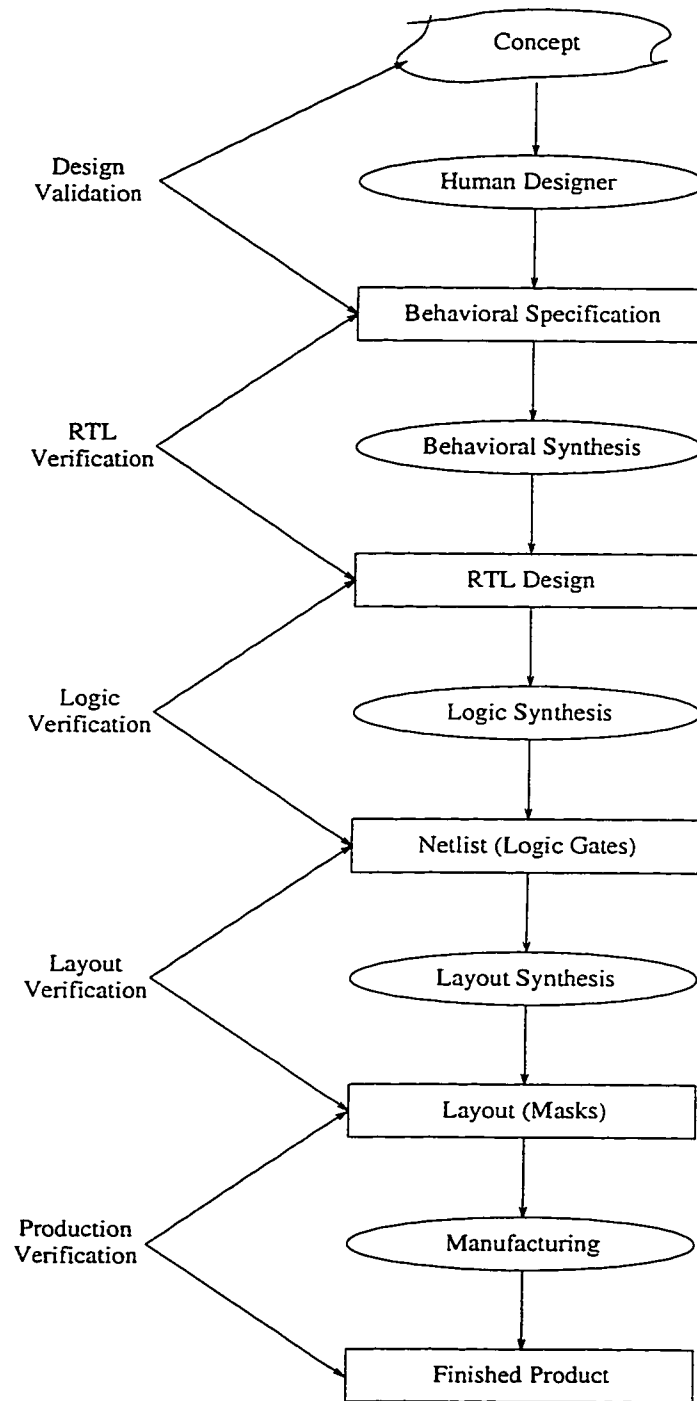 Concept
Design
Validation
Human Designer
Behavioral Specification
RTL
Verification
Behavioral Synthesis
RTL Design
Logic
Verification
Logic Synthesis
Netlist (Logic Gates)
Layout
Verification
Layout Synthesis
Layout (Masks)
Production
Verification
Manufacturing
Finished Product